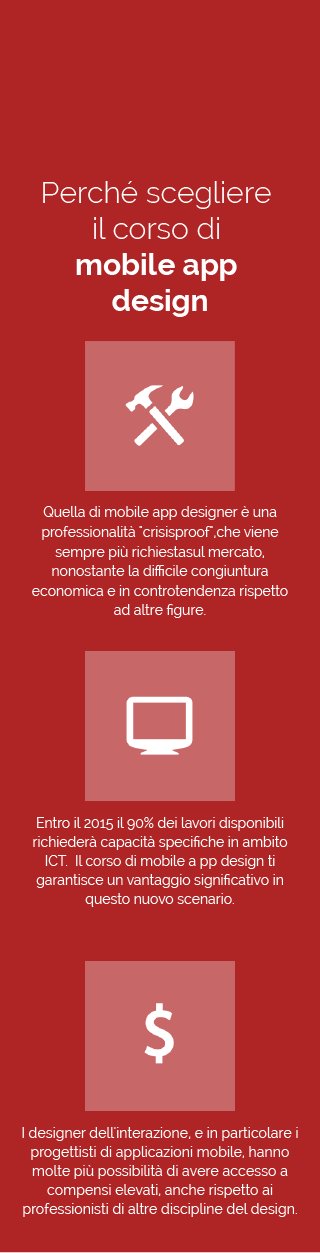 Perché scegliere
il corso di
mobile app
design
Quella di mobile app designer è una
professionalità "crisisproof",che viene
sempre più richiestasul mercato,
nonostante la difficile congiuntura
economica e in controtendenza rispetto
ad altre figure.
Entro il 2015 il 90% dei lavori disponibili
richiederà capacità specifiche in ambito
ICT.  Il corso di mobile a pp design ti
garantisce un vantaggio significativo in
questo nuovo scenario.
I designer dell'interazione, e in particolare i
progettisti di applicazioni mobile, hanno
molte più possibilità di avere accesso a
compensi elevati, anche rispetto ai
professionisti di altre discipline del design.